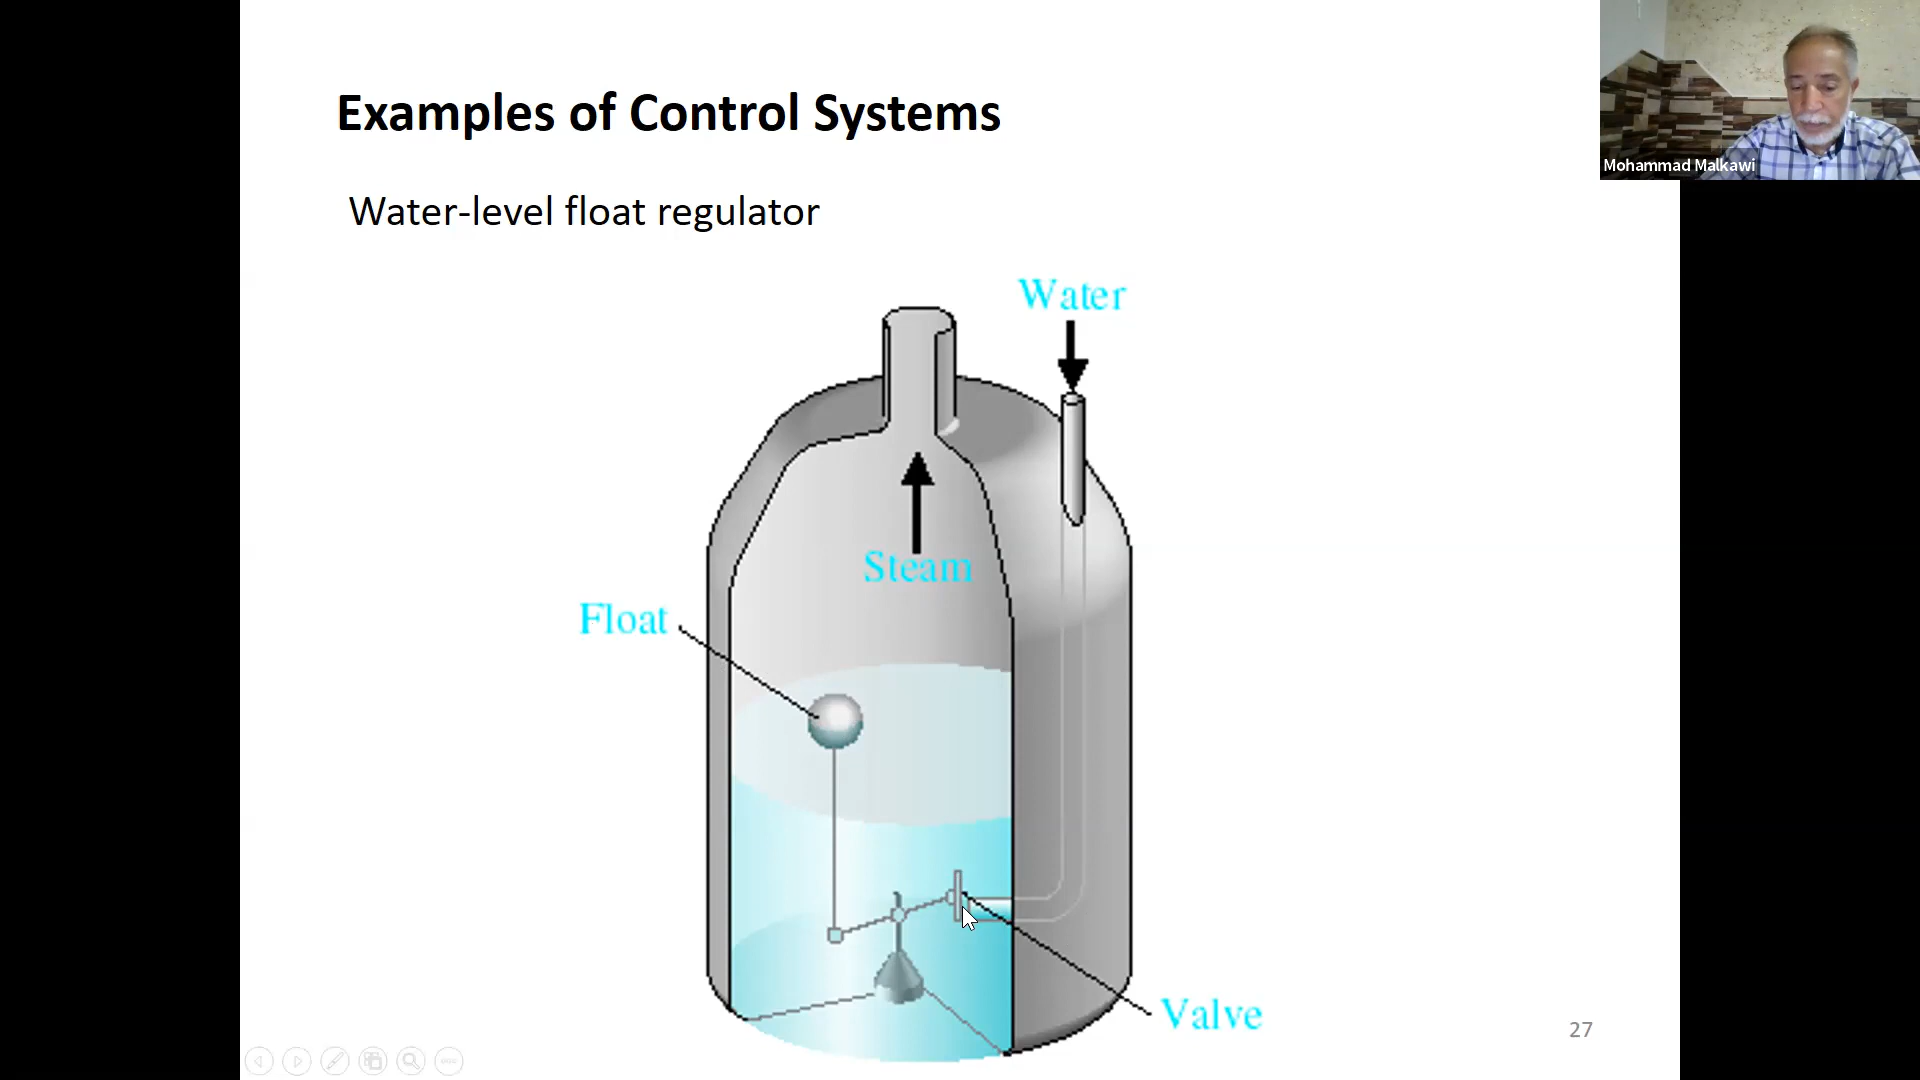 Examples of Control Systems
Mohammad Malkawi
Water-level float regulator
Water
Steam
Float
Valve
27